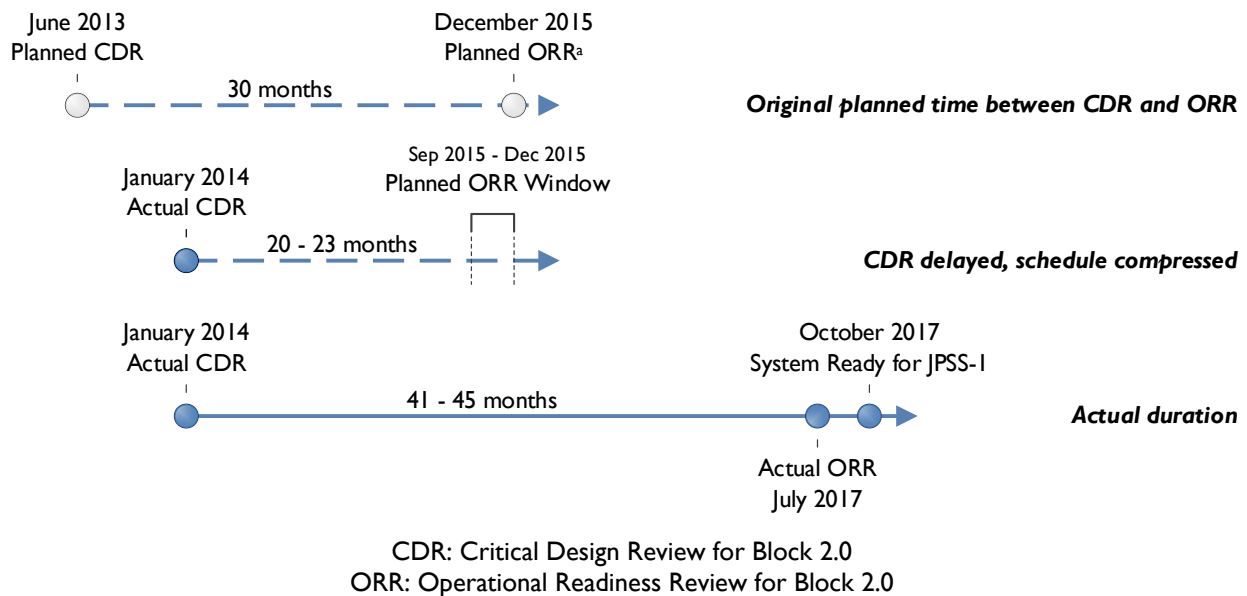 June 2013
Planned CDR
December 2015
Planned ORRᵃ
30 months
Original planned time between CDR and ORR
Sep 2015 - Dec 2015
Planned ORR Window
January 2014
Actual CDR
20 - 23 months
CDR delayed, schedule compressed
January 2014
Actual CDR
October 2017
System Ready for JPSS-1
41 - 45 months
Actual duration
Actual ORR
July 2017
CDR: Critical Design Review for Block 2.0
ORR: Operational Readiness Review for Block 2.0